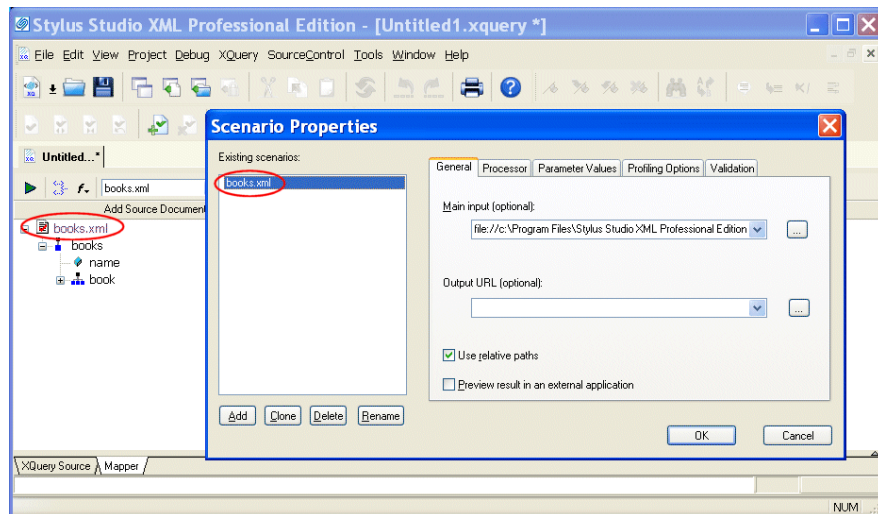 Stylus Studio XML Professional Edition - [Untitled1.xquery *]
File Edit View Project Debug XQuery SourceControl Tools Window Help
Scenario Properties
Untitled...*
books.xml
Add Source Document
books.xml
books
name
book
Existing scenarios:
books.xml
Add Clone Delete Rename
General Processor Parameter Values Profiling Options Validation
Main input (optional):
file://c:\Program Files\Stylus Studio XML Professional Edition
...
Output URL (optional):
...
Use relative paths
Preview result in an external application
OK Cancel
XQuery Source Mapper
NUM